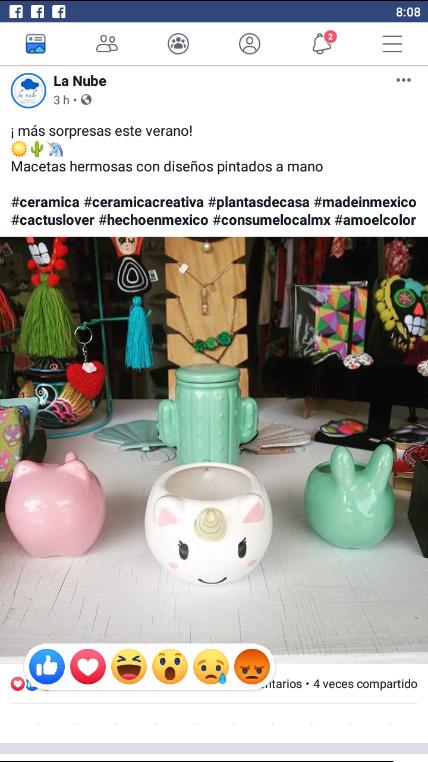 8:08
2
La Nube
3 h
¡ más sorpresas este verano!
Macetas hermosas con diseños pintados a mano
#ceramica #ceramicacreativa #plantasdecasa #madeinmexico
#cactuslover #hechoenmexico #consumelocalmx #amoelcolor
4 veces compartido